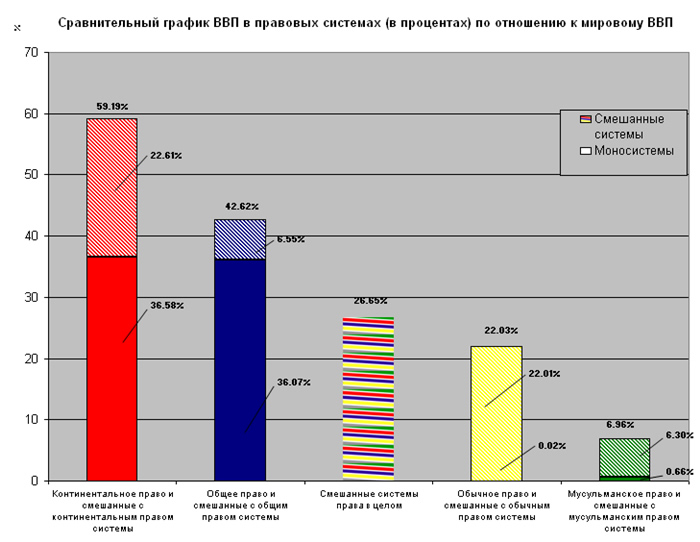 Сравнительный график ВВП в правовых системах (в процентах) по отношению к мировому ВВП
%
70
60
50
40
30
20
10
0
59.19%
22.61%
36.58%
42.62%
6.55%
36.07%
26.65%
22.03%
22.01%
0.02%
6.96%
6.30%
0.66%
Смешанные
системы
Моносистемы
Континентальное право и
смешанные с
континентальным правом
системы
Общее право и
смешанные с общим
правом системы
Смешанные системы
права в целом
Обычное право и
смешанные с обычным
правом системы
Мусульманское право и
смешанные с
мусульманским правом
системы